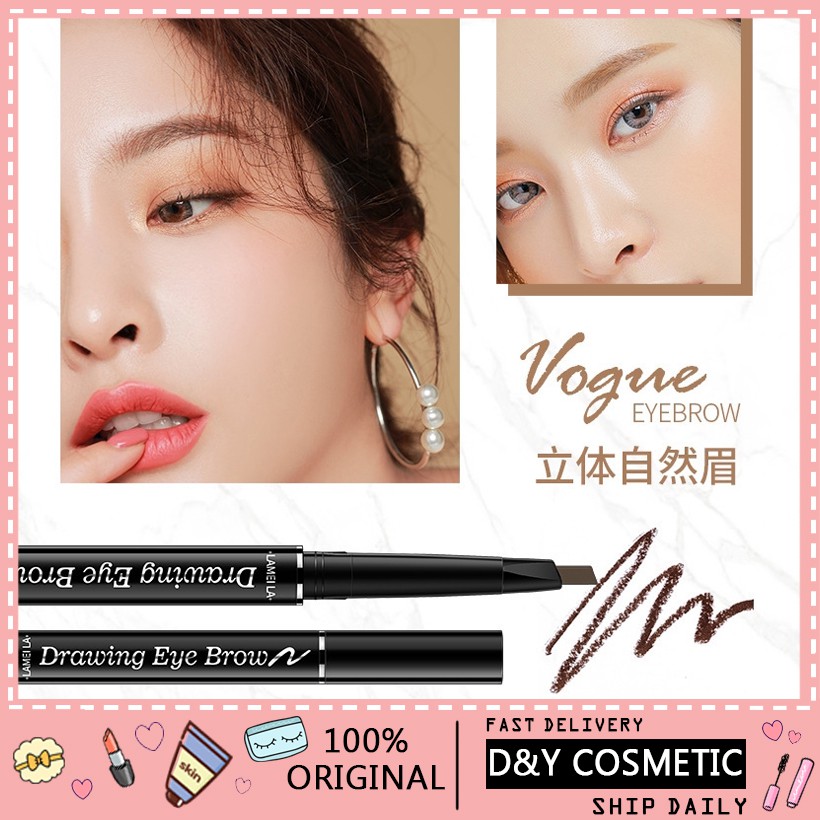 Vogue
EYEBROW
立体自然眉
Drawing Eye Brow
·LAMEILA·
·LAMEILA·
Drawing Eye Brow
skin
100%
ORIGINAL
FAST DELIVERY
D&Y COSMETIC
SHIP DAILY